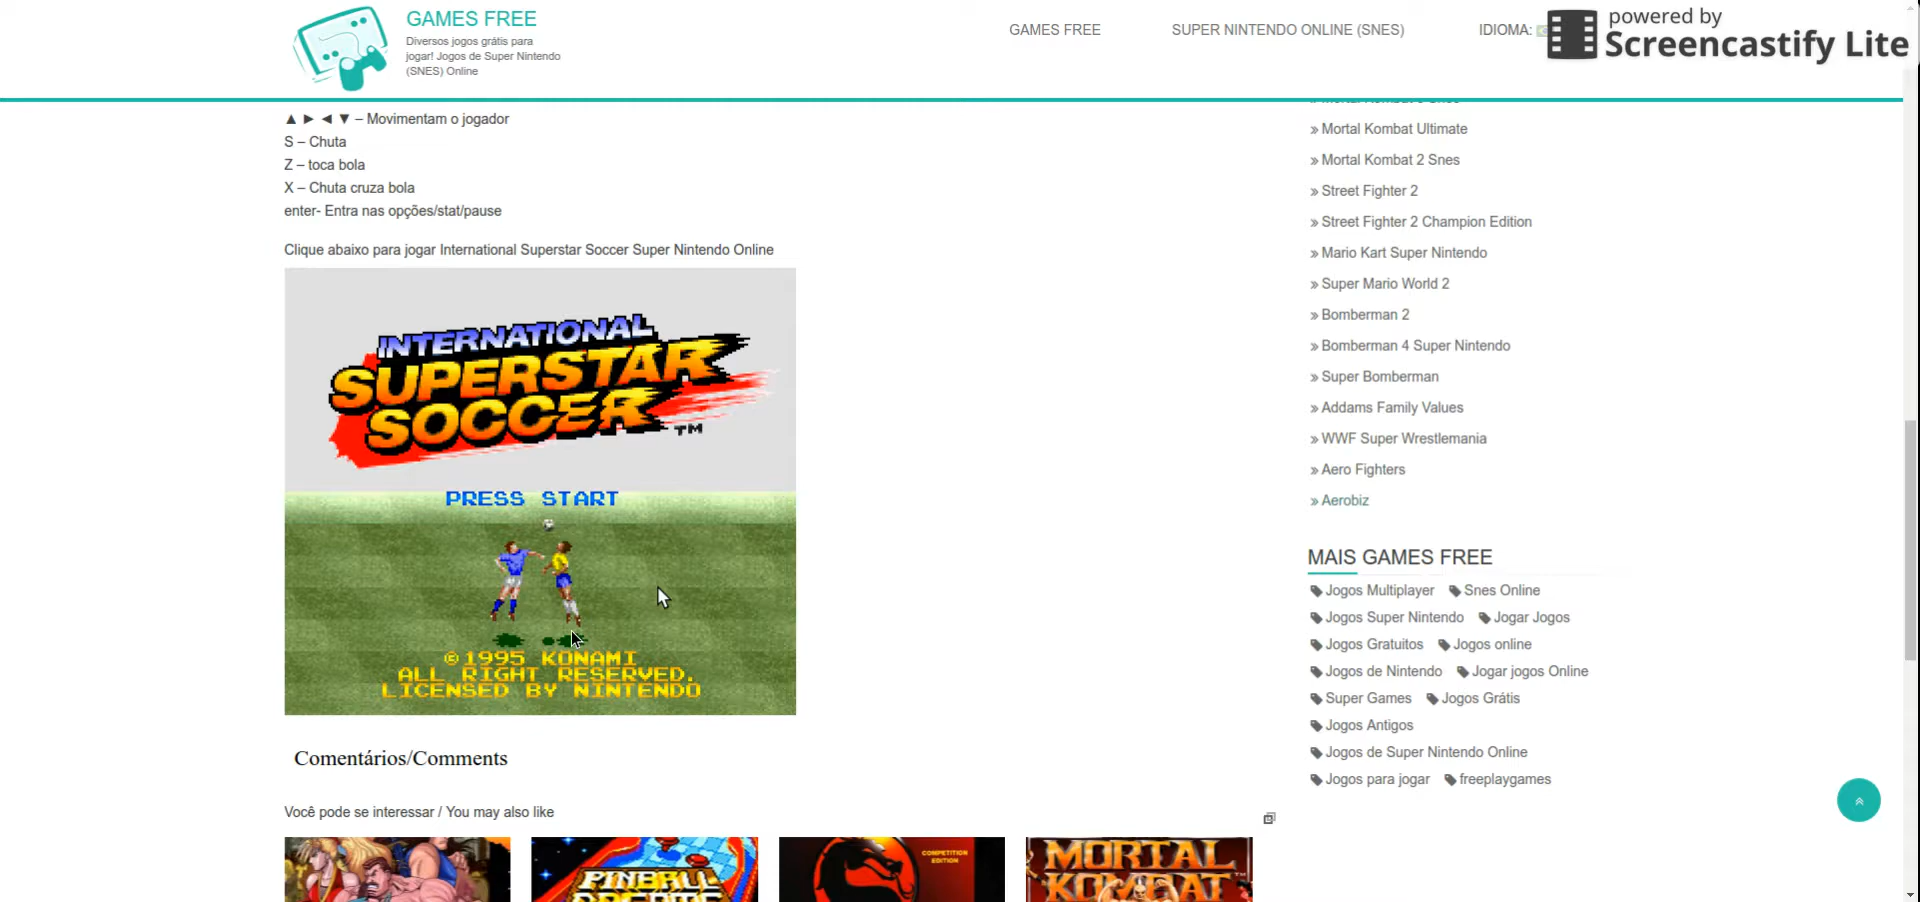 GAMES FREE
Diversos jogos grátis para
jogar! Jogos de Super Nintendo
(SNES) Online
GAMES FREE
SUPER NINTENDO ONLINE (SNES)
IDIOMA:
powered by
Screencastify Lite
▲ ► ◄ ▼ – Movimentam o jogador
S – Chuta
Z – toca bola
X – Chuta cruza bola
enter- Entra nas opções/stat/pause
Clique abaixo para jogar International Superstar Soccer Super Nintendo Online
INTERNATIONAL
SUPERSTAR
SOCCER™
PRESS START
©1995 KONAMI
ALL RIGHT RESERVED.
LICENSED BY NINTENDO
Comentários/Comments
Você pode se interessar / You may also like
PINBALL
COMPETITION
EDITION
MORTAL
KOMBAT
» Mortal Kombat Ultimate
» Mortal Kombat 2 Snes
» Street Fighter 2
» Street Fighter 2 Champion Edition
» Mario Kart Super Nintendo
» Super Mario World 2
» Bomberman 2
» Bomberman 4 Super Nintendo
» Super Bomberman
» Addams Family Values
» WWF Super Wrestlemania
» Aero Fighters
» Aerobiz
MAIS GAMES FREE
Jogos Multiplayer Snes Online
Jogos Super Nintendo Jogar Jogos
Jogos Gratuitos Jogos online
Jogos de Nintendo Jogar jogos Online
Super Games Jogos Grátis
Jogos Antigos
Jogos de Super Nintendo Online
Jogos para jogar freeplaygames